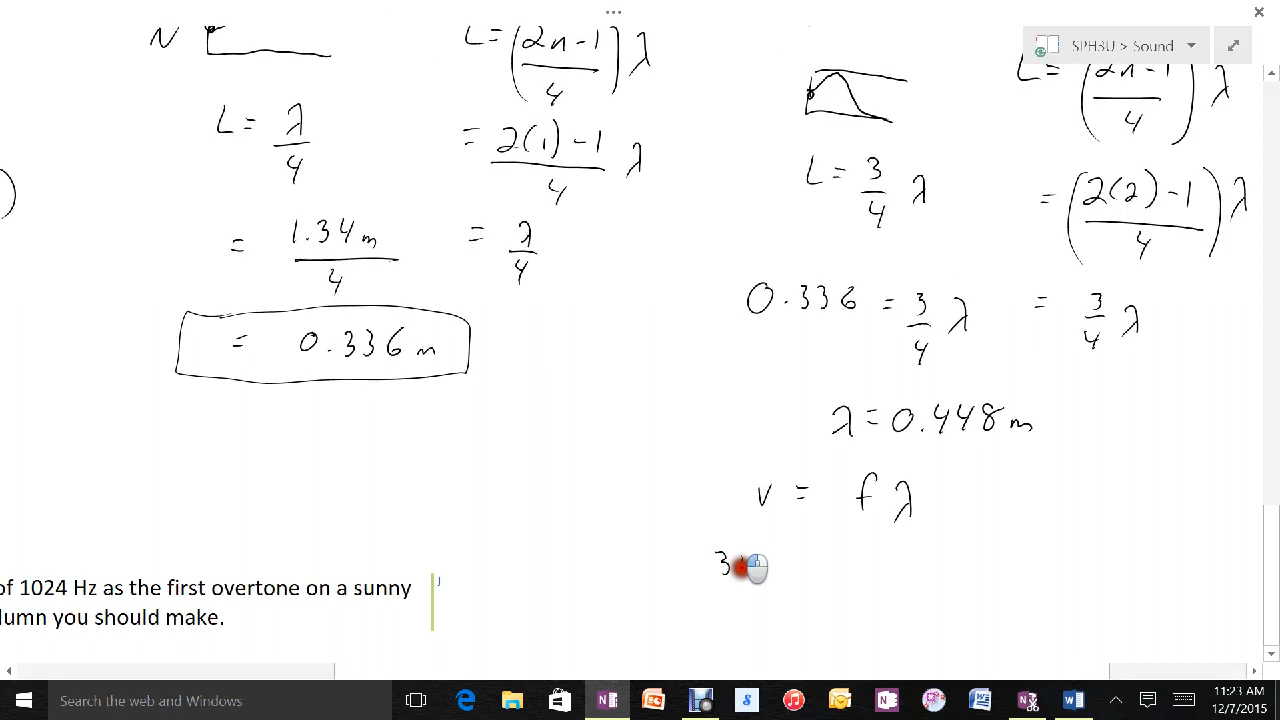 SPH3U > Sound
N
L = (2n-1/4) λ
L = λ/4
= 2(1)-1/4 λ
= 1.34 m/4
= λ/4
= 0.336 m
L = (2n-1/4) λ
L = 3/4 λ
= (2(2)-1/4) λ
0.336 = 3/4 λ
= 3/4 λ
λ = 0.448 m
v = f λ
3
)
of 1024 Hz as the first overtone on a sunny
lumn you should make.
Search the web and Windows
11:23 AM
12/7/2015